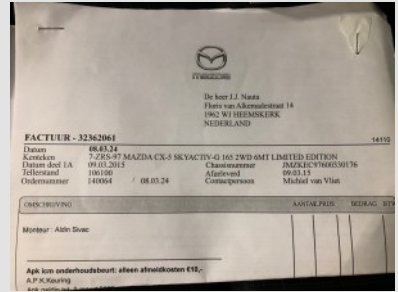 mazda
De heer J.J. Nauta
Floris van Alkemadestraat 14
1962 WJ HEEMSKERK
NEDERLAND
FACTUUR - 32362061
14110
Datum 08.03.24
Kenteken 7-ZRS-97 MAZDA CX-5 SKYACTIV-G 165 2WD 6MT LIMITED EDITION
Datum deel 1A 09.03.2015 Chassisnummer JMZKEC97600330176
Tellerstand 106100 Afgeleverd 09.03.15
Ordernummer 140064 / 08.03.24 Contactpersoon Michiel van Vliet
OMSCHRIJVING AANTAL PRIJS BEDRAG BTW
Monteur : Aldin Sivac
Apk icm onderhoudsbeurt: alleen afmeldkosten €10,-
A.P.K.Keuring